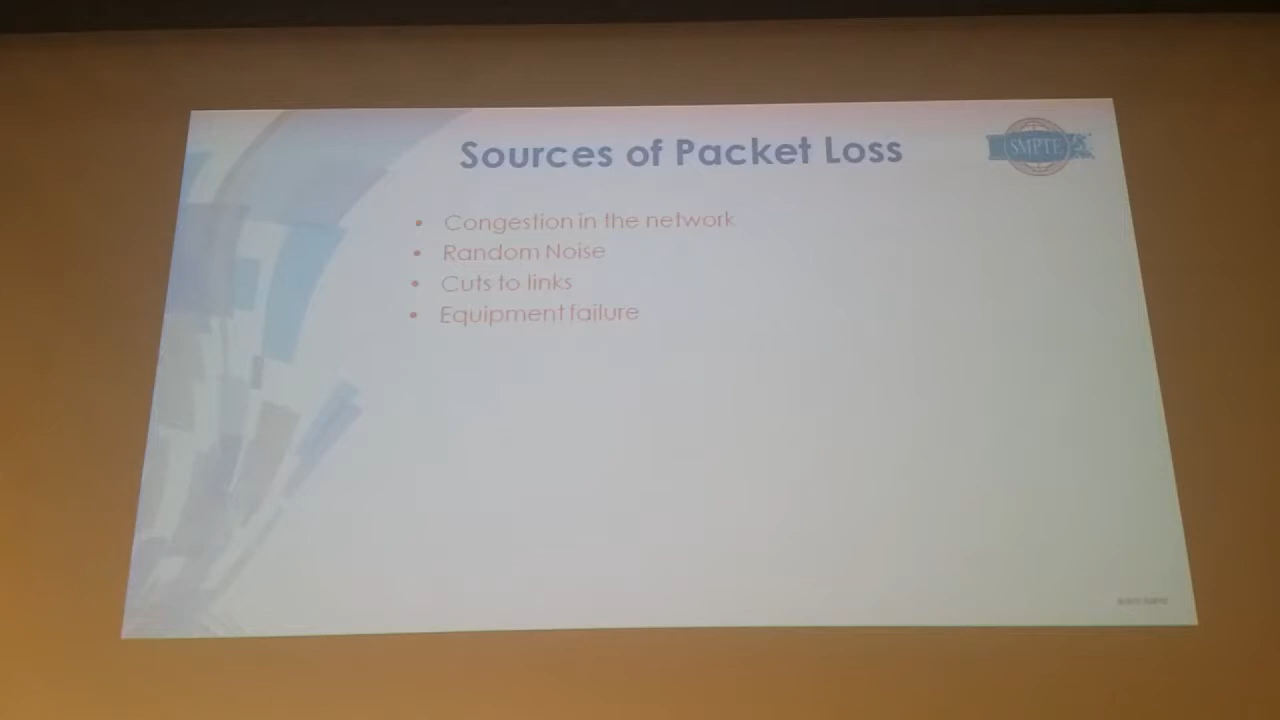 Sources of Packet Loss
SMPTE
• Congestion in the network
• Random Noise
• Cuts to links
• Equipment failure